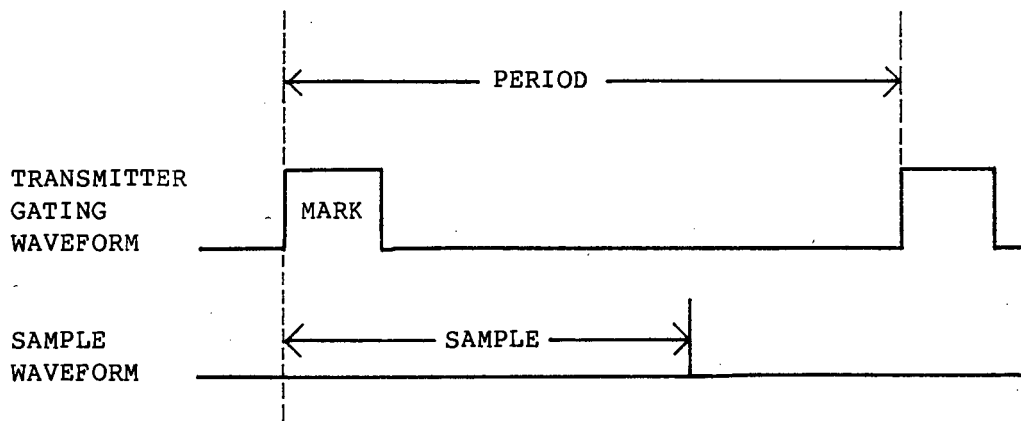 PERIOD
TRANSMITTER
GATING
WAVEFORM
MARK
SAMPLE
WAVEFORM
SAMPLE